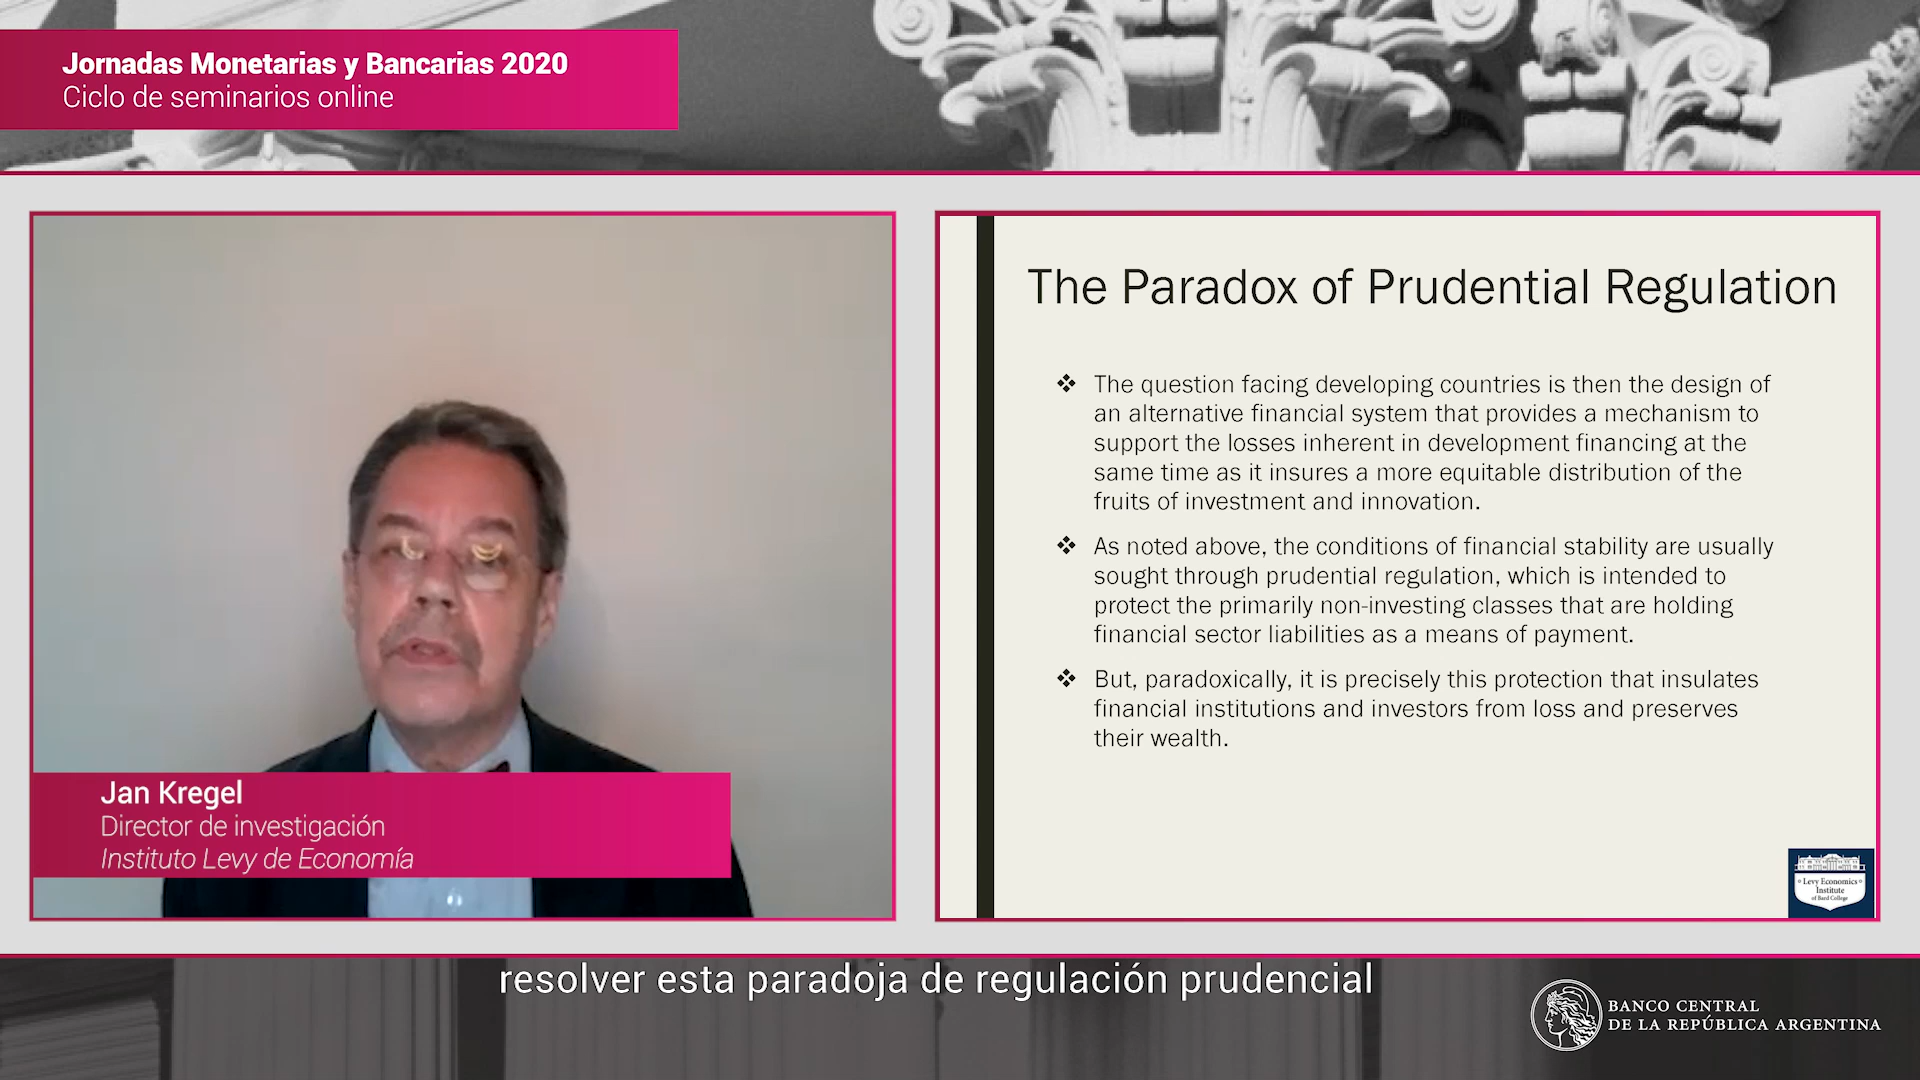 Jornadas Monetarias y Bancarias 2020
Ciclo de seminarios online
Jan Kregel
Director de investigación
Instituto Levy de Economía
The Paradox of Prudential Regulation
❖ The question facing developing countries is then the design of
an alternative financial system that provides a mechanism to
support the losses inherent in development financing at the
same time as it insures a more equitable distribution of the
fruits of investment and innovation.
❖ As noted above, the conditions of financial stability are usually
sought through prudential regulation, which is intended to
protect the primarily non-investing classes that are holding
financial sector liabilities as a means of payment.
❖ But, paradoxically, it is precisely this protection that insulates
financial institutions and investors from loss and preserves
their wealth.
Levy Economics
Institute
of Bard College
resolver esta paradoja de regulación prudencial
BANCO CENTRAL
DE LA REPÚBLICA ARGENTINA